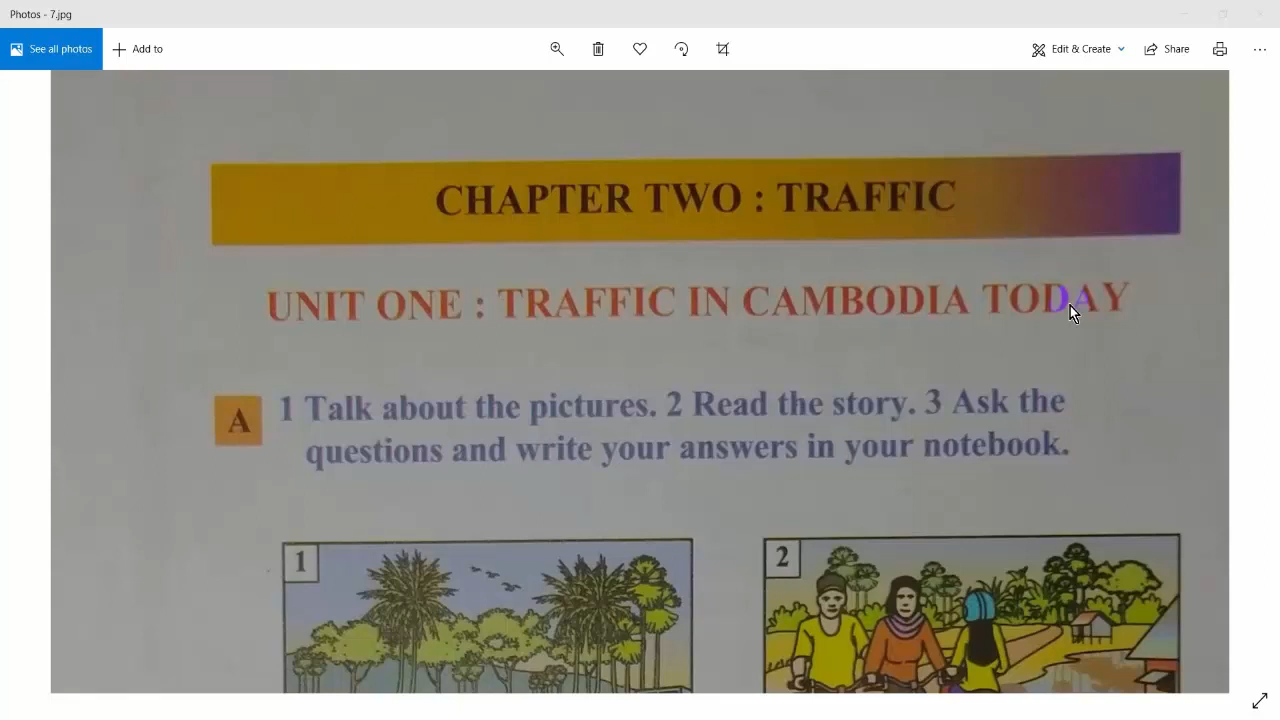 Photos - 7.jpg
See all photos
Add to
Edit & Create
Share
CHAPTER TWO : TRAFFIC
UNIT ONE : TRAFFIC IN CAMBODIA TODAY
A 1 Talk about the pictures. 2 Read the story. 3 Ask the
questions and write your answers in your notebook.
1
2